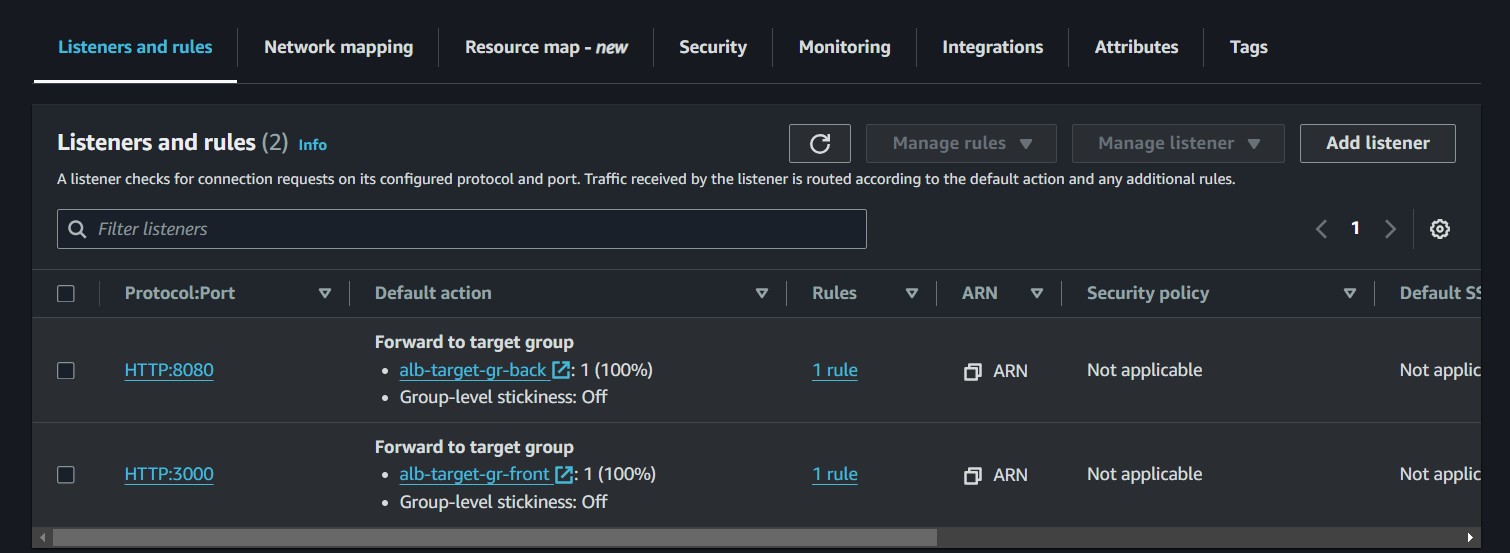 Listeners and rules Network mapping Resource map - new Security Monitoring Integrations Attributes Tags
Listeners and rules (2) Info
Manage rules Manage listener Add listener
A listener checks for connection requests on its configured protocol and port. Traffic received by the listener is routed according to the default action and any additional rules.
Filter listeners
1
Protocol:Port Default action Rules ARN Security policy Default SS
Forward to target group
HTTP:8080 • alb-target-gr-back : 1 (100%) 1 rule ARN Not applicable Not applic
• Group-level stickiness: Off
Forward to target group
HTTP:3000 • alb-target-gr-front : 1 (100%) 1 rule ARN Not applicable Not applic
• Group-level stickiness: Off